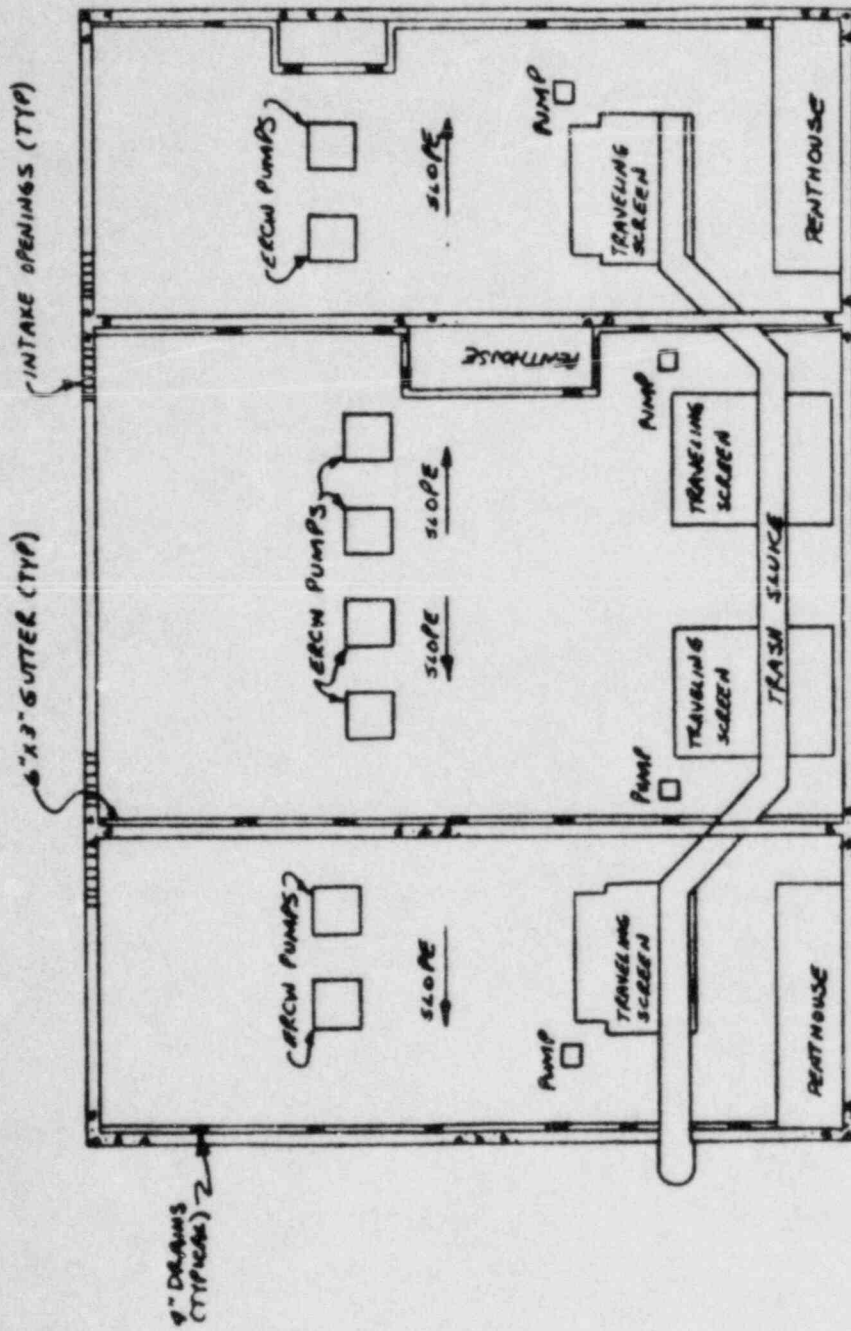 INTAKE OPENINGS (TYP)
6"X3" GUTTER (TYP)
4" DRAINS
(TYPICAL)
ERCW PUMPS
ERCW PUMPS
ERCW PUMPS
SLOPE
SLOPE
SLOPE
SLOPE
PENTHOUSE
PUMP
PUMP
PUMP
PUMP
TRAVELING
SCREEN
TRAVELING
SCREEN
TRAVELING
SCREEN
TRAVELING
SCREEN
TRASH SLUICE
PENTHOUSE
PENTHOUSE